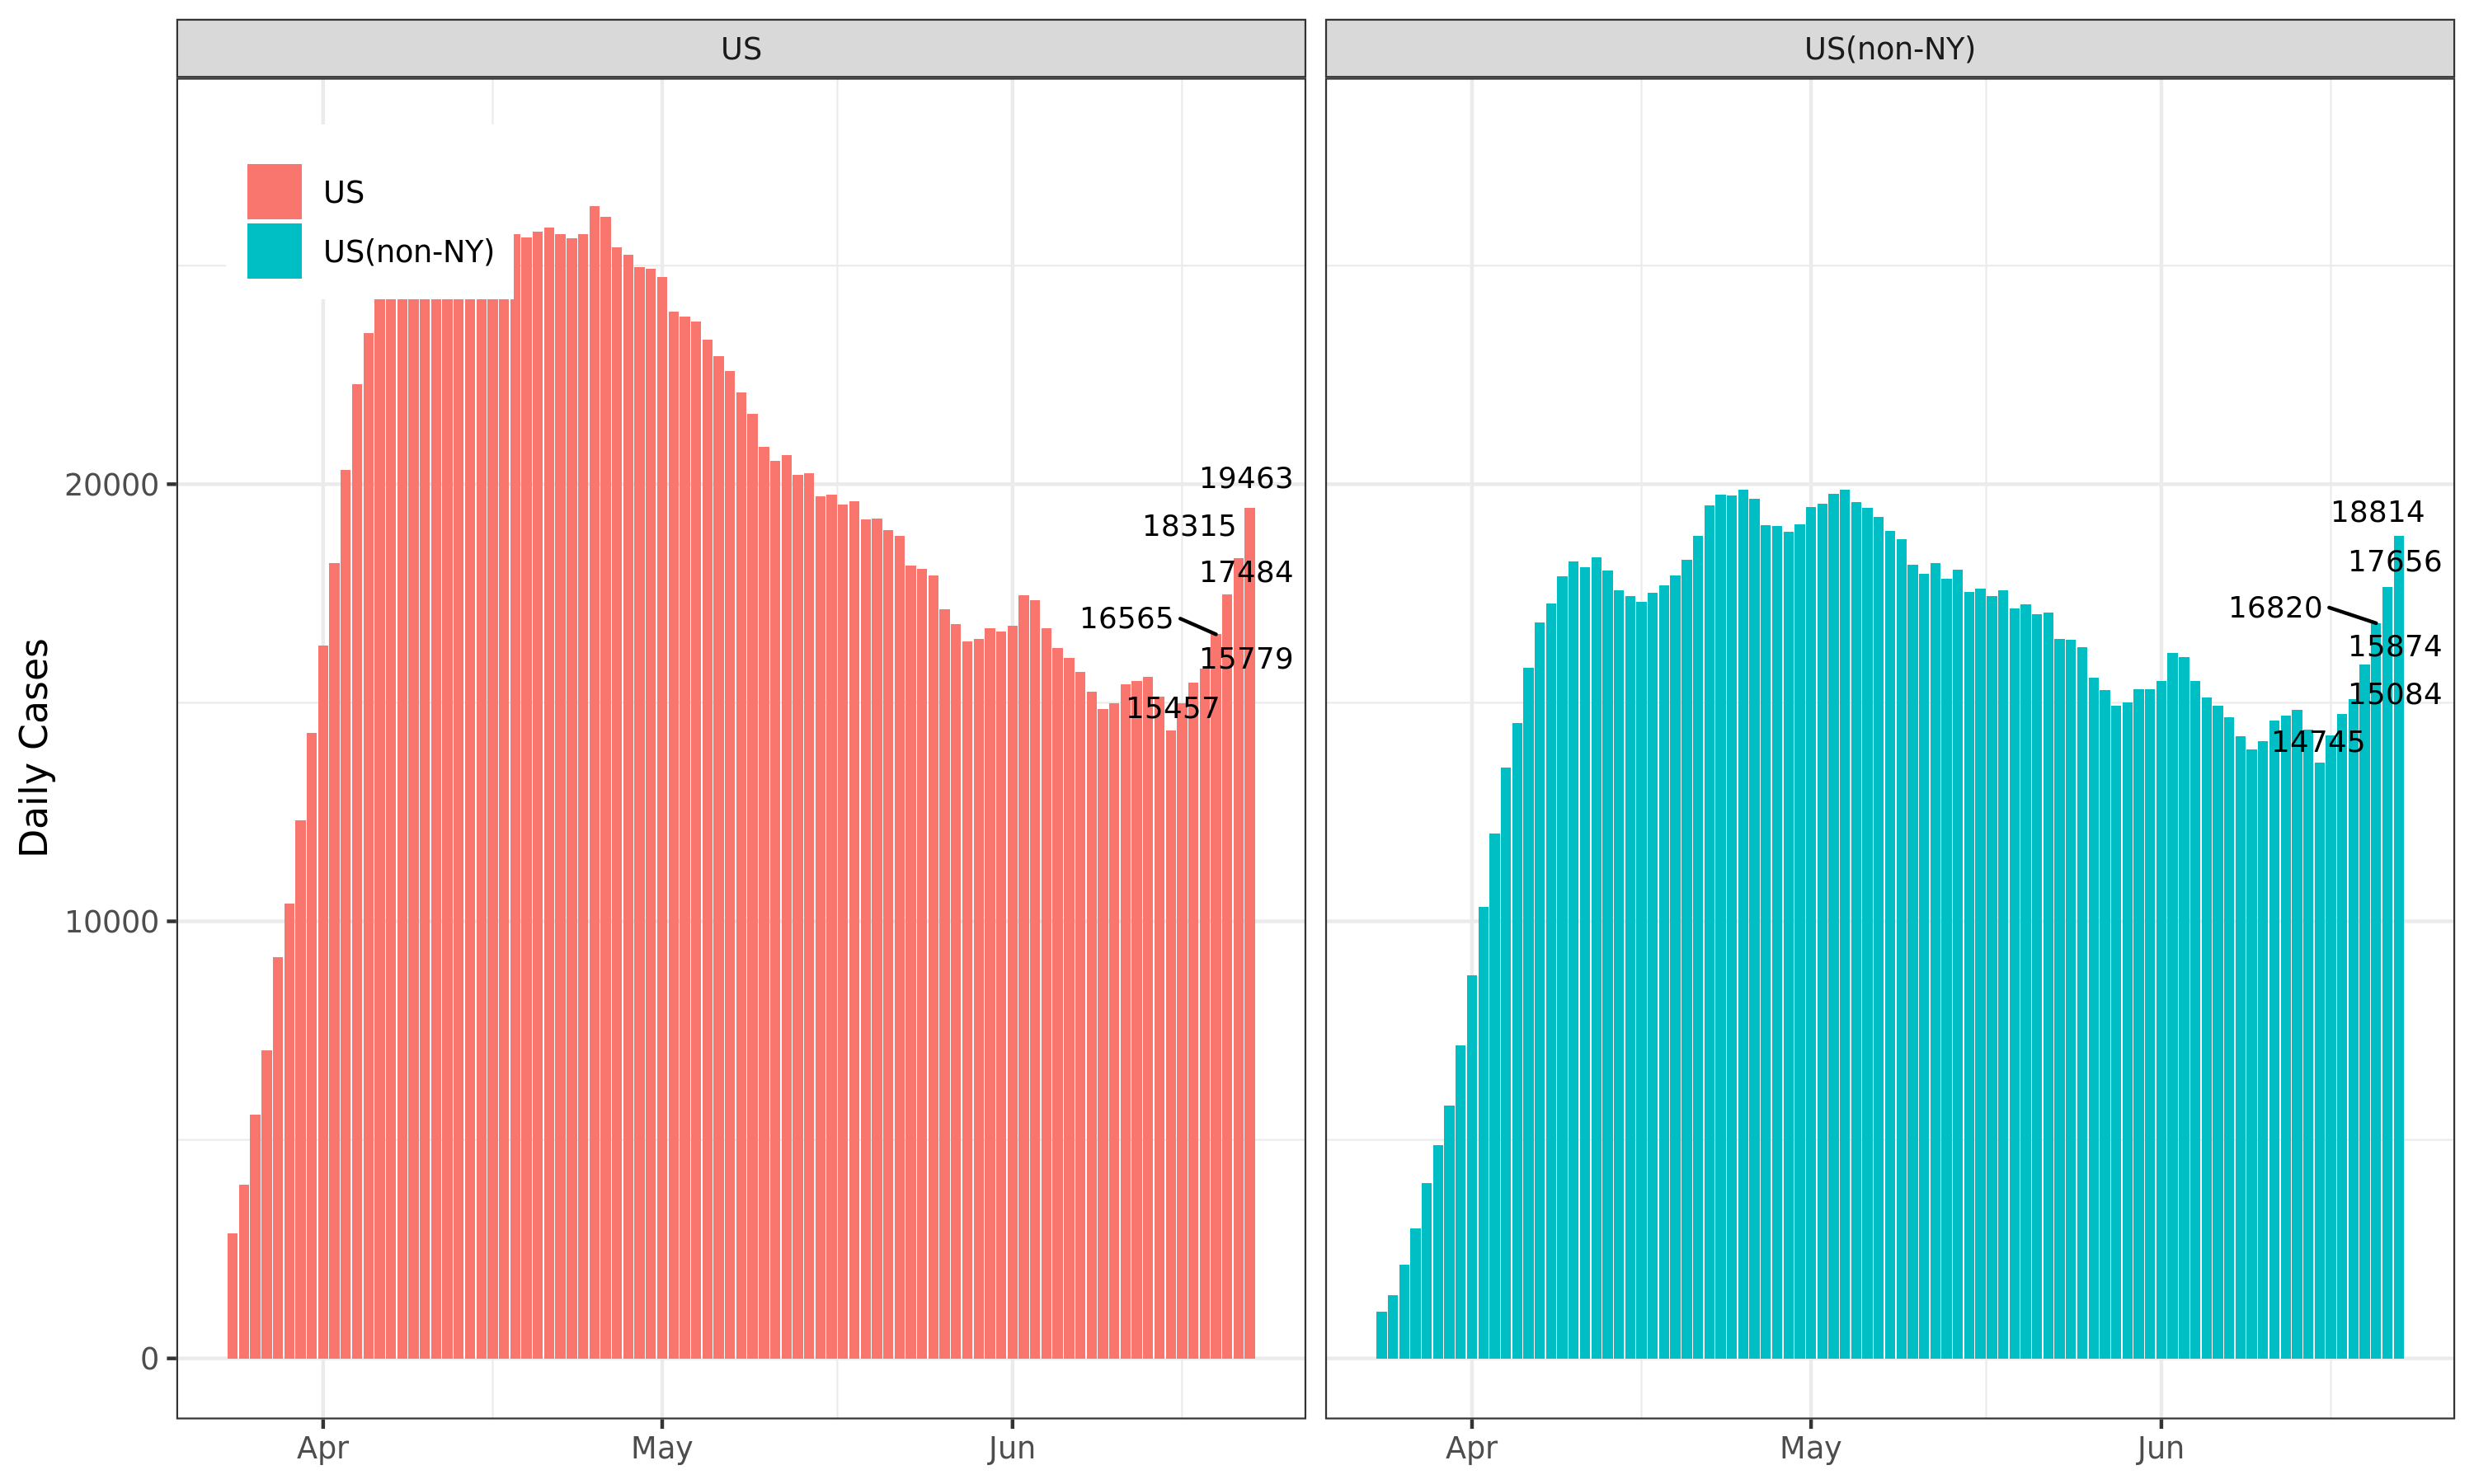 US
US(non-NY)
US
US(non-NY)
Daily Cases
20000
10000
0
19463
18315
17484
16565
15779
15457
18814
17656
16820
15874
15084
14745
Apr
May
Jun
Apr
May
Jun